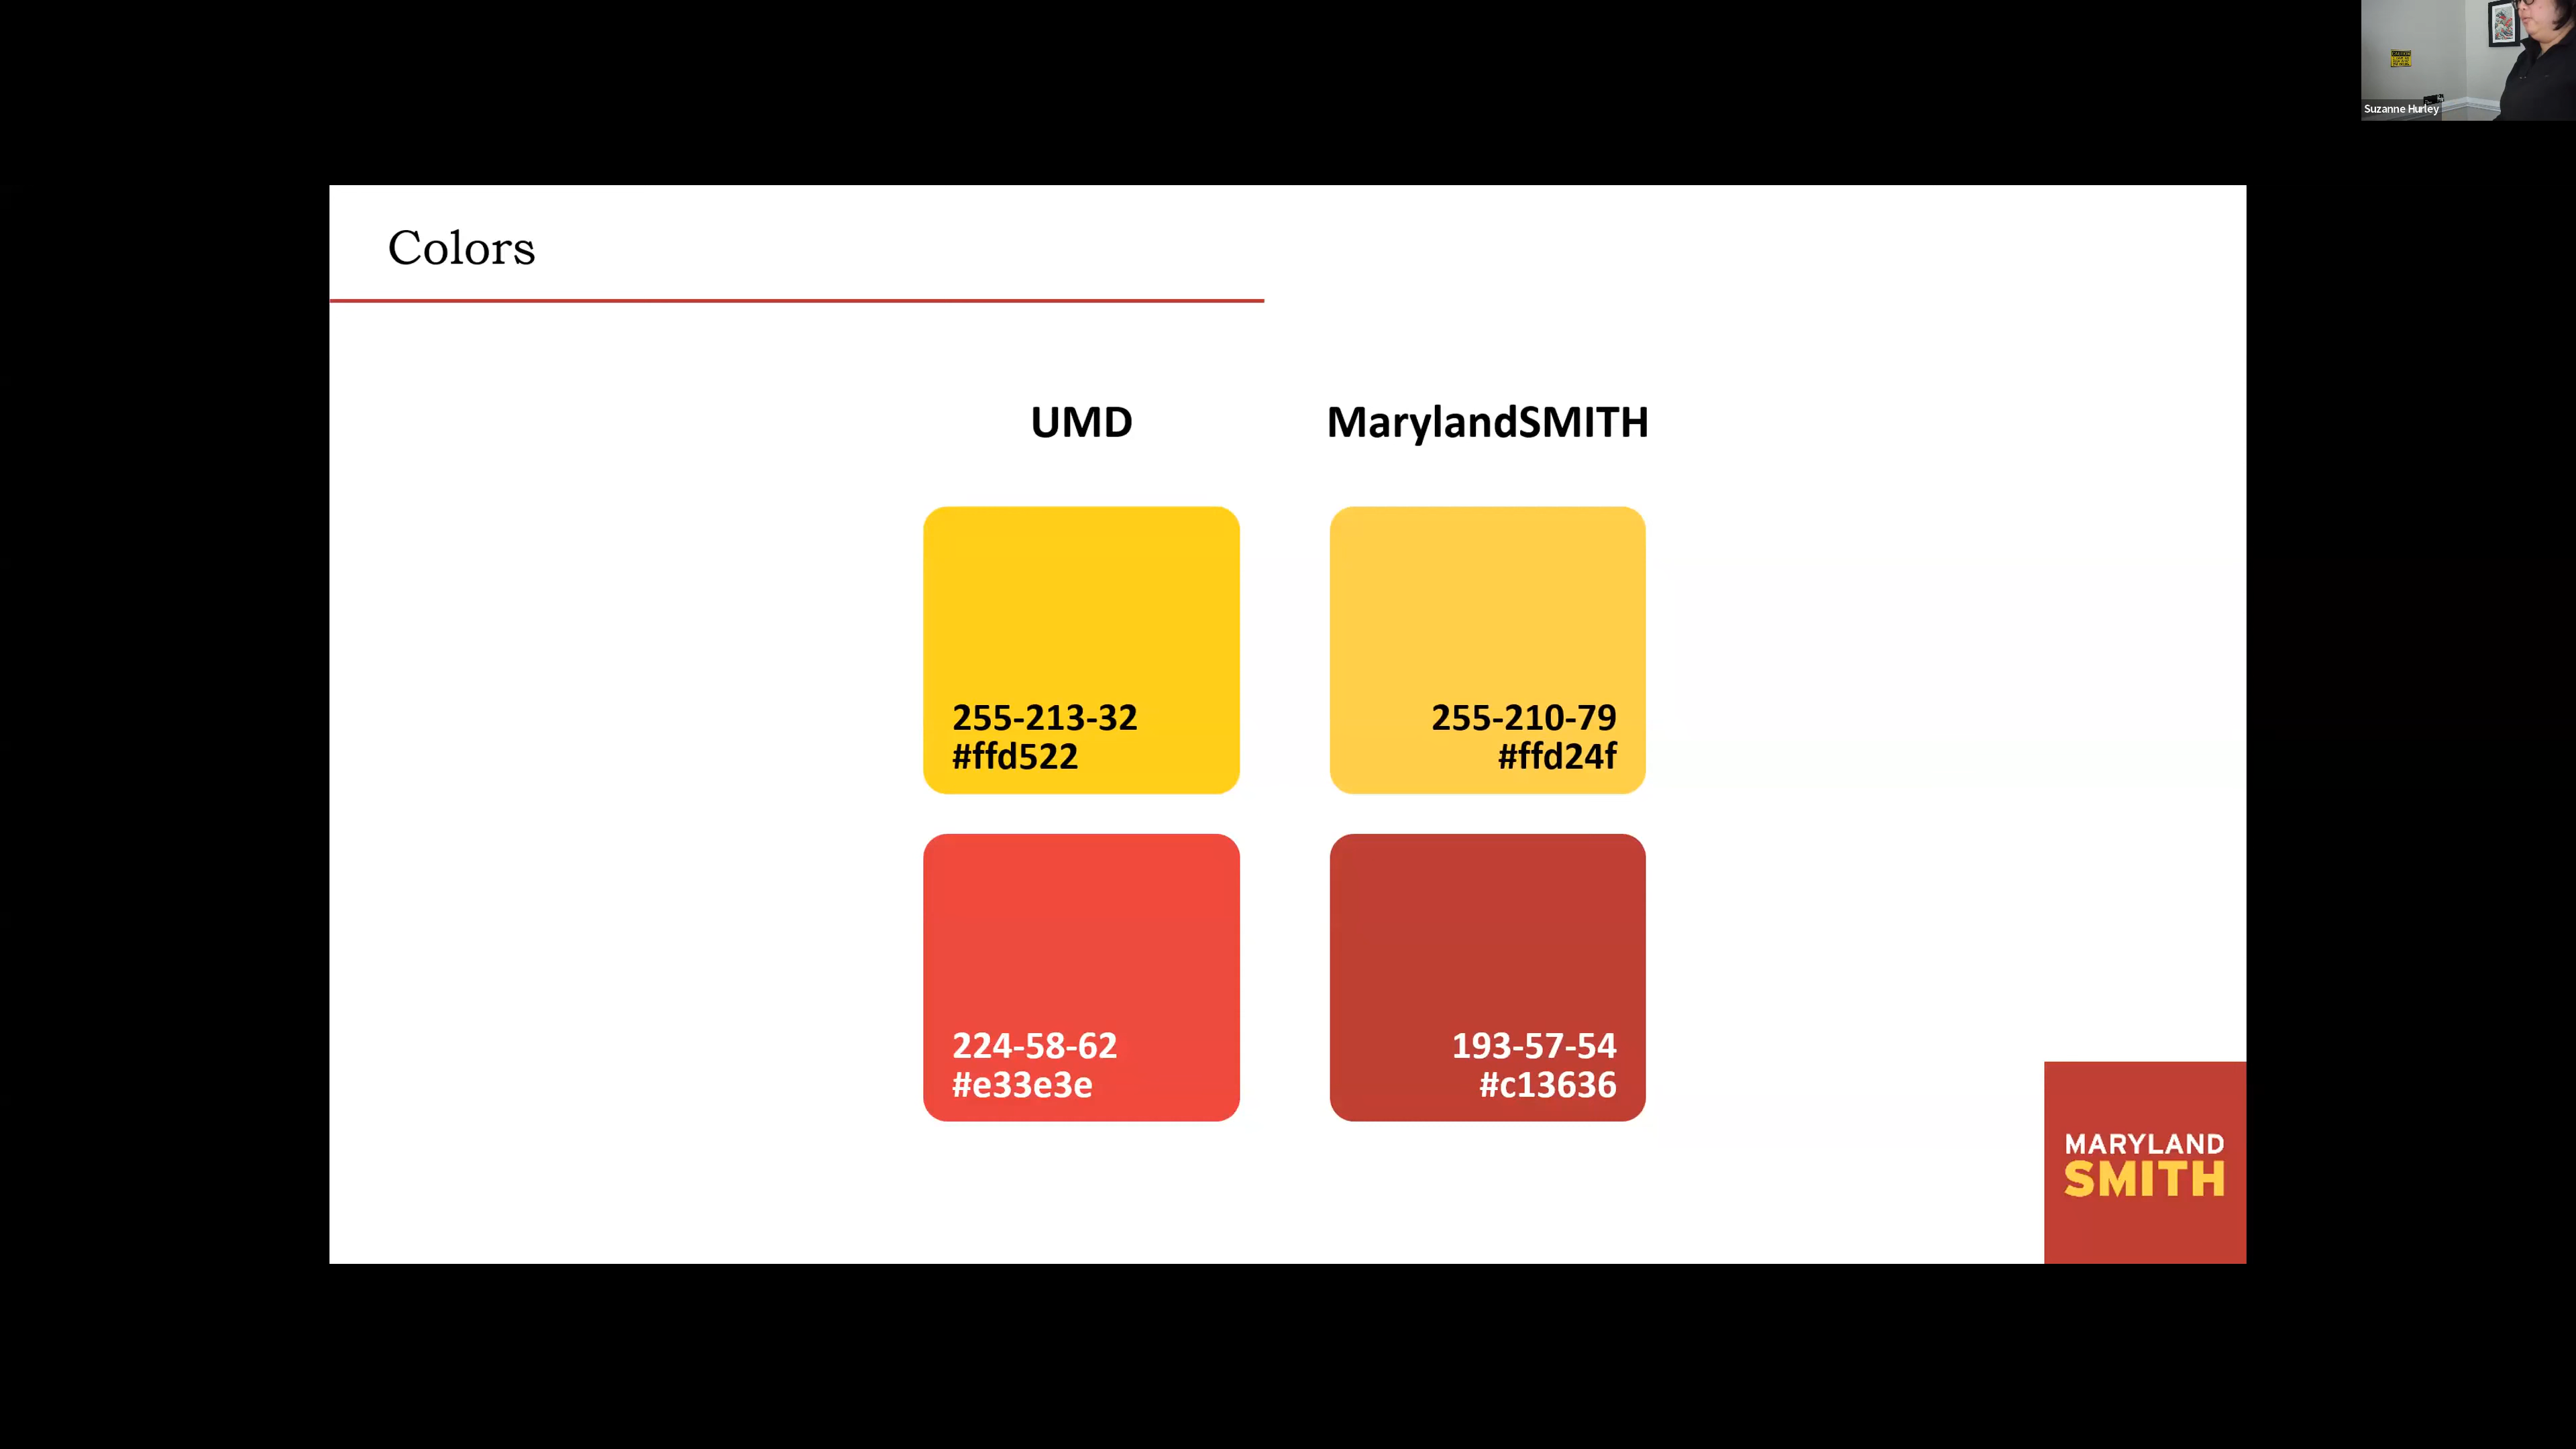 Suzanne Hurley
Colors
UMD
MarylandSMITH
255-213-32
#ffd522
255-210-79
#ffd24f
224-58-62
#e33e3e
193-57-54
#c13636
MARYLAND
SMITH